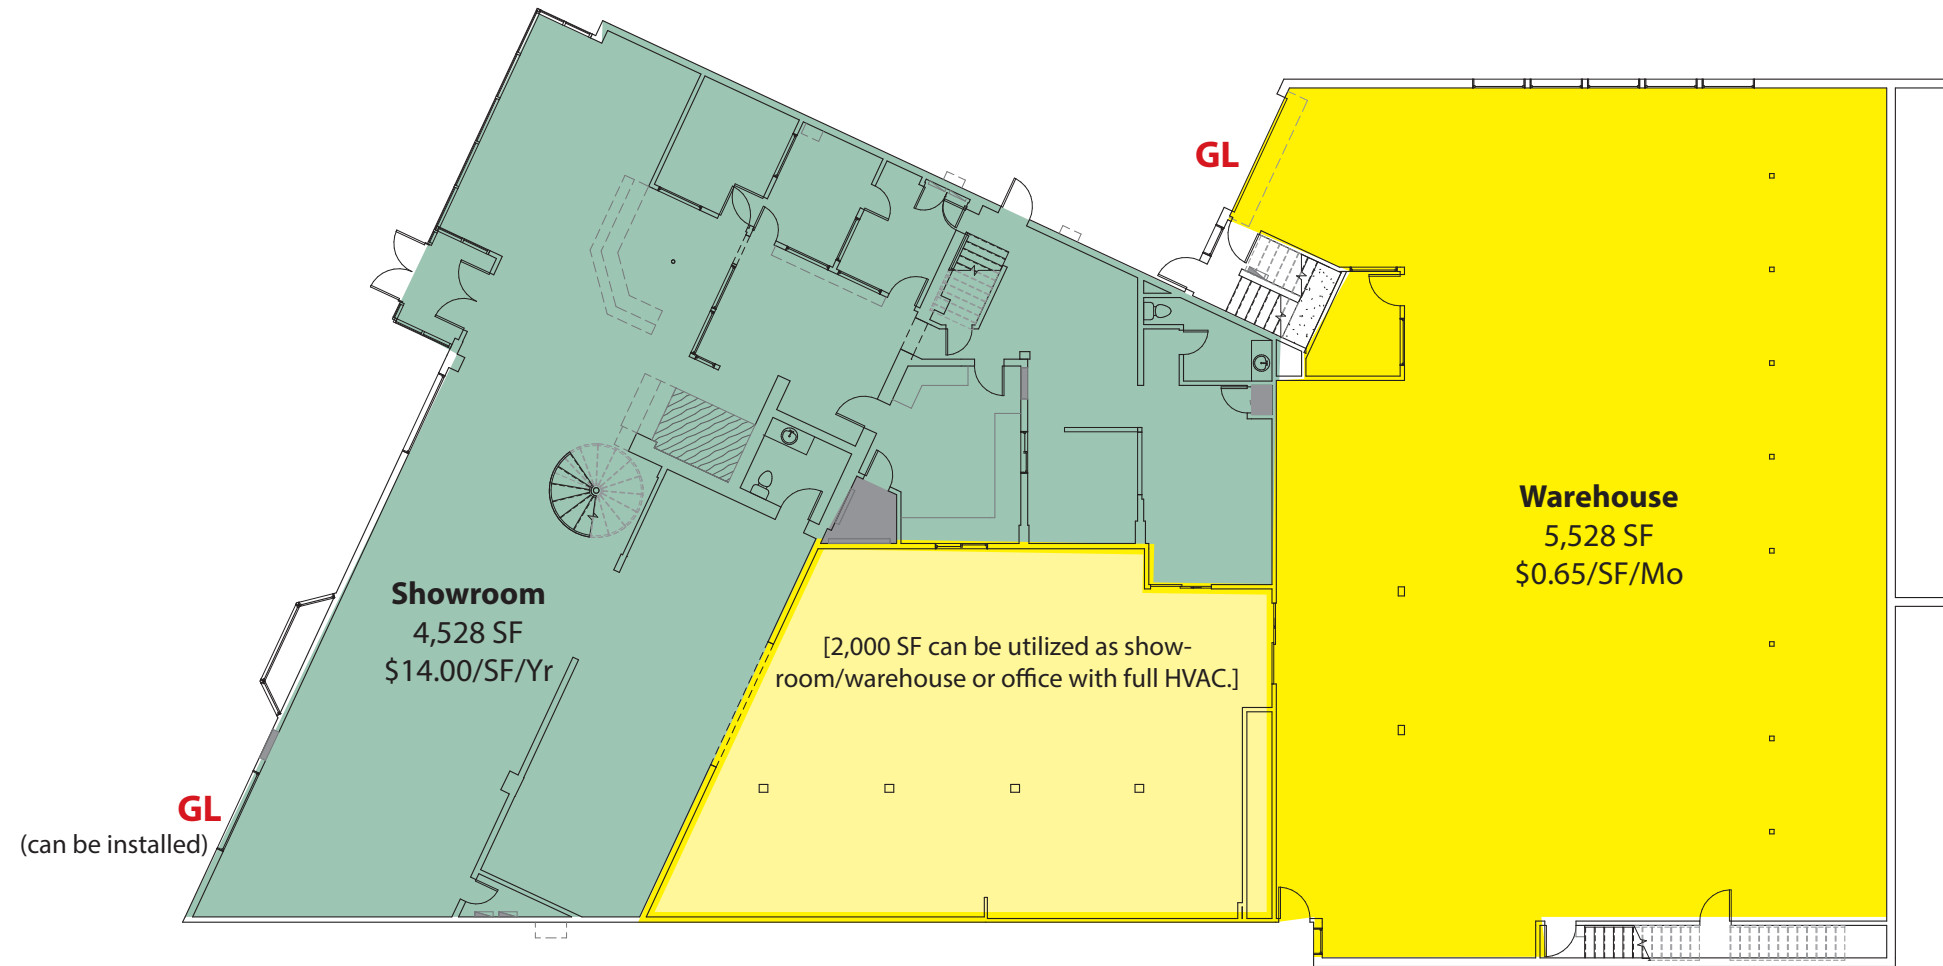 GL
Warehouse
5,528 SF
$0.65/SF/Mo
Showroom
4,528 SF
$14.00/SF/Yr
[2,000 SF can be utilized as show-
room/warehouse or office with full HVAC.]
GL
(can be installed)